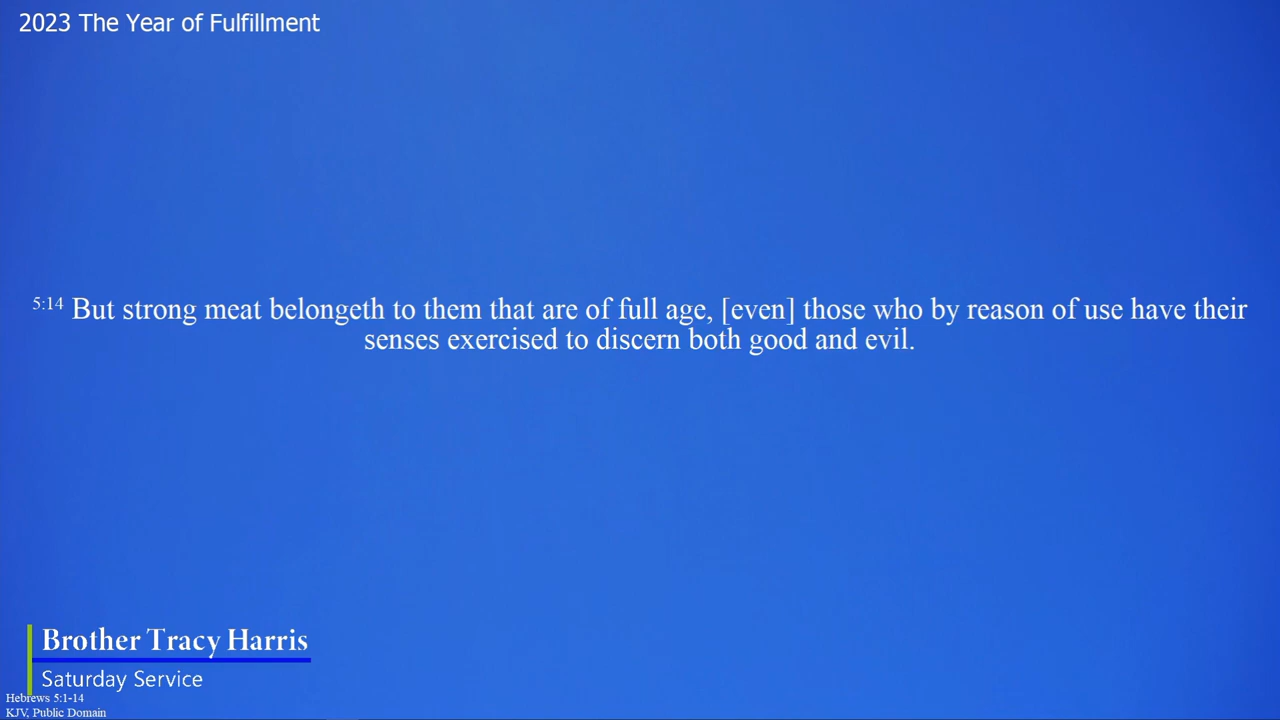 2023 The Year of Fulfillment
5:14 But strong meat belongeth to them that are of full age, [even] those who by reason of use have their
senses exercised to discern both good and evil.
Brother Tracy Harris
Saturday Service
Hebrews 5:1-14
KJV, Public Domain